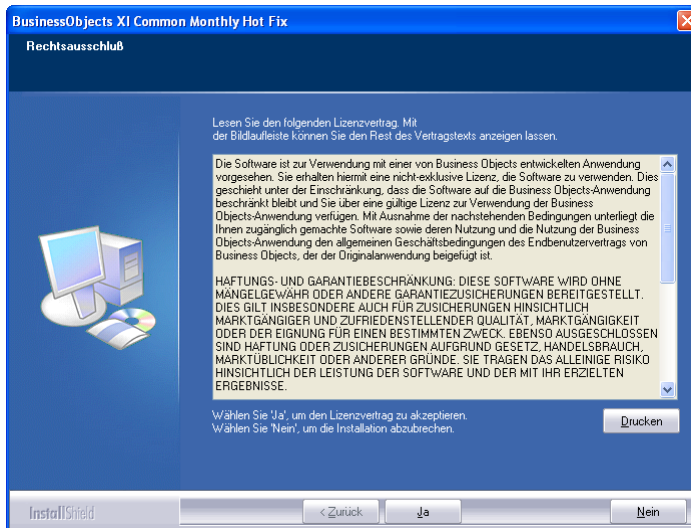 BusinessObjects XI Common Monthly Hot Fix
Rechtsausschluß
Lesen Sie den folgenden Lizenzvertrag. Mit
der Bildlaufleiste können Sie den Rest des Vertragstexts anzeigen lassen.
Die Software ist zur Verwendung mit einer von Business Objects entwickelten Anwendung
vorgesehen. Sie erhalten hiermit eine nicht-exklusive Lizenz, die Software zu verwenden. Dies
geschieht unter der Einschränkung, dass die Software auf die Business Objects-Anwendung
beschränkt bleibt und Sie über eine gültige Lizenz zur Verwendung der Business
Objects-Anwendung verfügen. Mit Ausnahme der nachstehenden Bedingungen unterliegt die
Ihnen zugänglich gemachte Software sowie deren Nutzung und die Nutzung der Business
Objects-Anwendung den allgemeinen Geschäftsbedingungen des Endbenutzervertrags von
Business Objects, der der Originalanwendung beigefügt ist.
HAFTUNGS- UND GARANTIEBESCHRÄNKUNG: DIESE SOFTWARE WIRD OHNE
MÄNGELGEWÄHR ODER ANDERE GARANTIEZUSICHERUNGEN BEREITGESTELLT.
DIES GILT INSBESONDERE AUCH FÜR ZUSICHERUNGEN HINSICHTLICH
MARKTGÄNGIGER UND ZUFRIEDENSTELLENDER QUALITÄT, MARKTGÄNGIGKEIT
ODER DER EIGNUNG FÜR EINEN BESTIMMTEN ZWECK. EBENSO AUSGESCHLOSSEN
SIND HAFTUNG ODER ZUSICHERUNGEN AUFGRUND GESETZ, HANDELSBRAUCH,
MARKTÜBLICHKEIT ODER ANDERER GRÜNDE. SIE TRAGEN DAS ALLEINIGE RISIKO
HINSICHTLICH DER LEISTUNG DER SOFTWARE UND DER MIT IHR ERZIELTEN
ERGEBNISSE.
Wählen Sie 'Ja', um den Lizenzvertrag zu akzeptieren.
Wählen Sie 'Nein', um die Installation abzubrechen.
Drucken
InstallShield
< Zurück
Ja
Nein